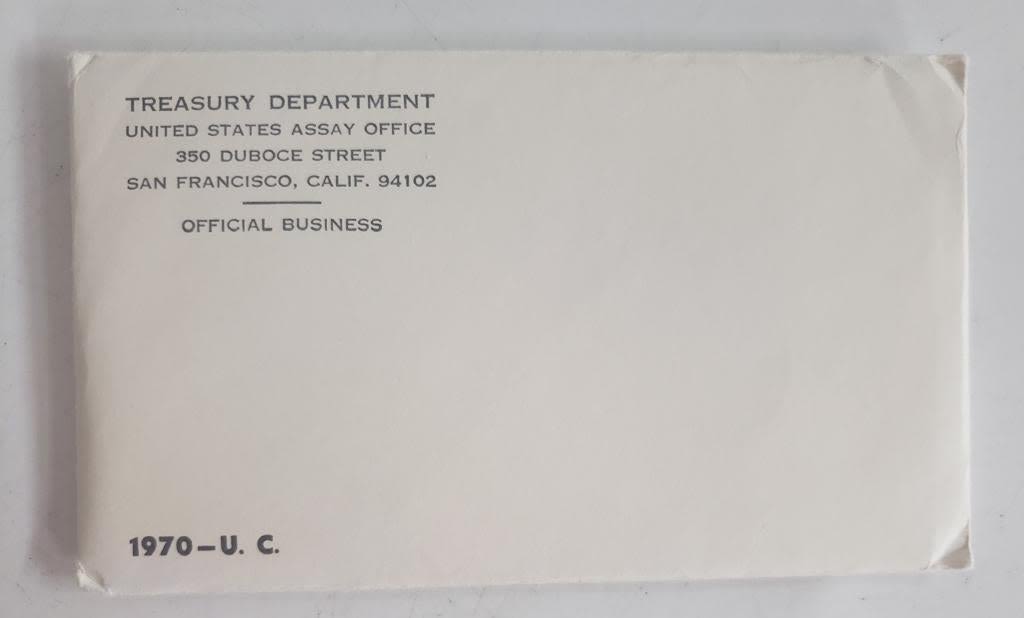 TREASURY DEPARTMENT
UNITED STATES ASSAY OFFICE
350 DUBOCE STREET
SAN FRANCISCO, CALIF. 94102
OFFICIAL BUSINESS
1970-U. C.